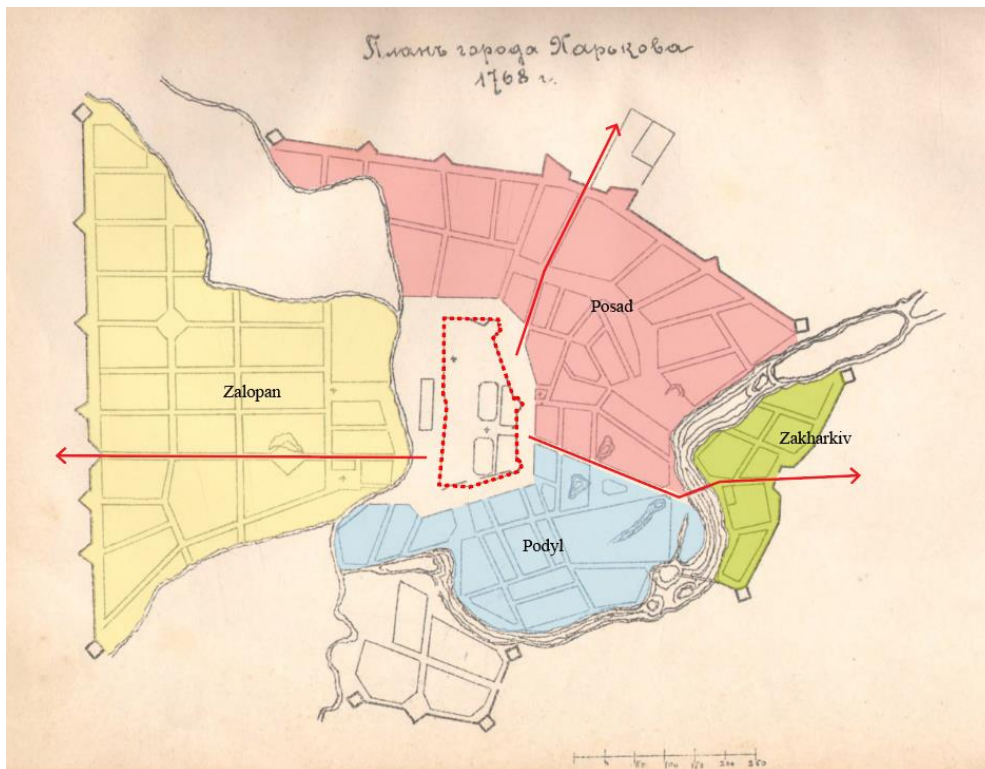 Планъ города Харькова
1768 г.
Posad
Zalopan
Zakharkiv
Podyl